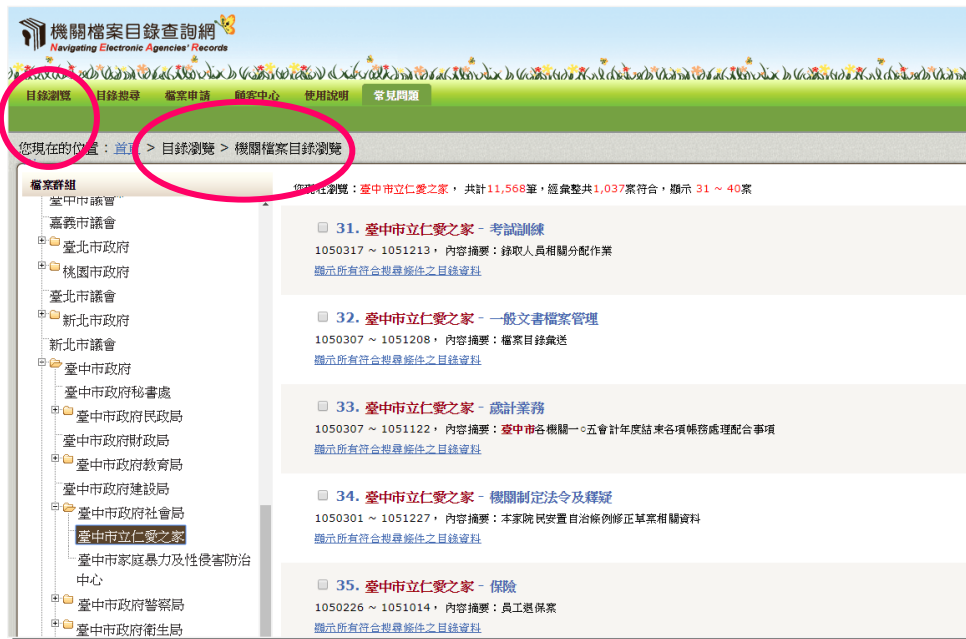 機關檔案目錄查詢網
Navigating Electronic Agencies' Records
目錄瀏覽 目錄搜尋 檔案申請 顧客中心 使用說明 常見問題
您現在的位置：首頁 > 目錄瀏覽 > 機關檔案目錄瀏覽
檔案群組
臺中市議會
嘉義市議會
臺北市政府
桃園市政府
臺北市議會
新北市政府
新北市議會
臺中市政府
臺中市政府秘書處
臺中市政府民政局
臺中市政府財政局
臺中市政府教育局
臺中市政府建設局
臺中市政府社會局
臺中市立仁愛之家
臺中市家庭暴力及性侵害防治
中心
臺中市政府警察局
臺中市政府衛生局
您現在瀏覽：臺中市立仁愛之家， 共計11,568筆，經彙整共1,037案符合，顯示 31 ~ 40案
31. 臺中市立仁愛之家 - 考試訓練
1050317 ~ 1051213， 內容摘要：錄取人員相關分配作業
顯示所有符合搜尋條件之目錄資料
32. 臺中市立仁愛之家 - 一般文書檔案管理
1050307 ~ 1051208， 內容摘要：檔案目錄彙送
顯示所有符合搜尋條件之目錄資料
33. 臺中市立仁愛之家 - 歲計業務
1050307 ~ 1051122， 內容摘要：臺中市各機關一○五會計年度結束各項帳務處理配合事項
顯示所有符合搜尋條件之目錄資料
34. 臺中市立仁愛之家 - 機關制定法令及釋疑
1050301 ~ 1051227， 內容摘要：本家院民安置自治條例修正草案相關資料
顯示所有符合搜尋條件之目錄資料
35. 臺中市立仁愛之家 - 保險
1050226 ~ 1051014， 內容摘要：員工退保案
顯示所有符合搜尋條件之目錄資料